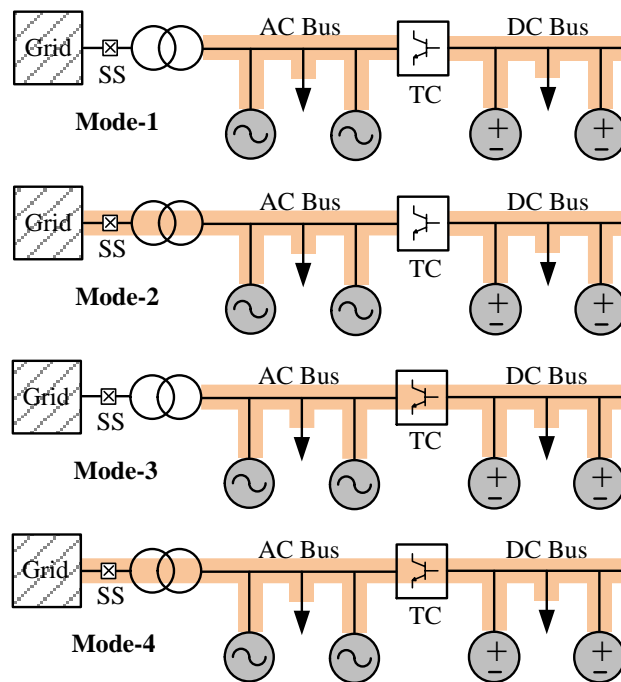 AC Bus DC Bus
Grid
SS TC
Mode-1
+ +
− −
AC Bus DC Bus
Grid
SS TC
Mode-2
+ +
− −
AC Bus DC Bus
Grid
SS TC
Mode-3
+ +
− −
AC Bus DC Bus
Grid
SS TC
Mode-4
+ +
− −